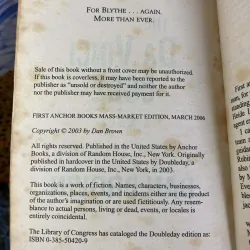 FOR BLYTHE . . . AGAIN.
MORE THAN EVER.
Sale of this book without a front cover may be unauthorized.
If this book is coverless, it may have been reported to the
publisher as "unsold or destroyed" and neither the author
nor the publisher may have received payment for it.
FIRST ANCHOR BOOKS MASS-MARKET EDITION, MARCH 2006
Copyright © 2003 by Dan Brown
All rights reserved. Printed in the United States by Anchor
Books, a division of Random House, Inc., New York. Originally
published in hardcover in the United States by Doubleday, a
division of Random House, Inc., New York, in 2003.
This book is a work of fiction. Names, characters, businesses,
organizations, places, events, and incidents either are the product
of the author's imagination or are used fictitiously. Any resem-
blance to actual persons, living or dead, events, or locales is
entirely coincidental.
The Library of Congress has cataloged the Doubleday edition as:
ISBN 0-385-50420-9